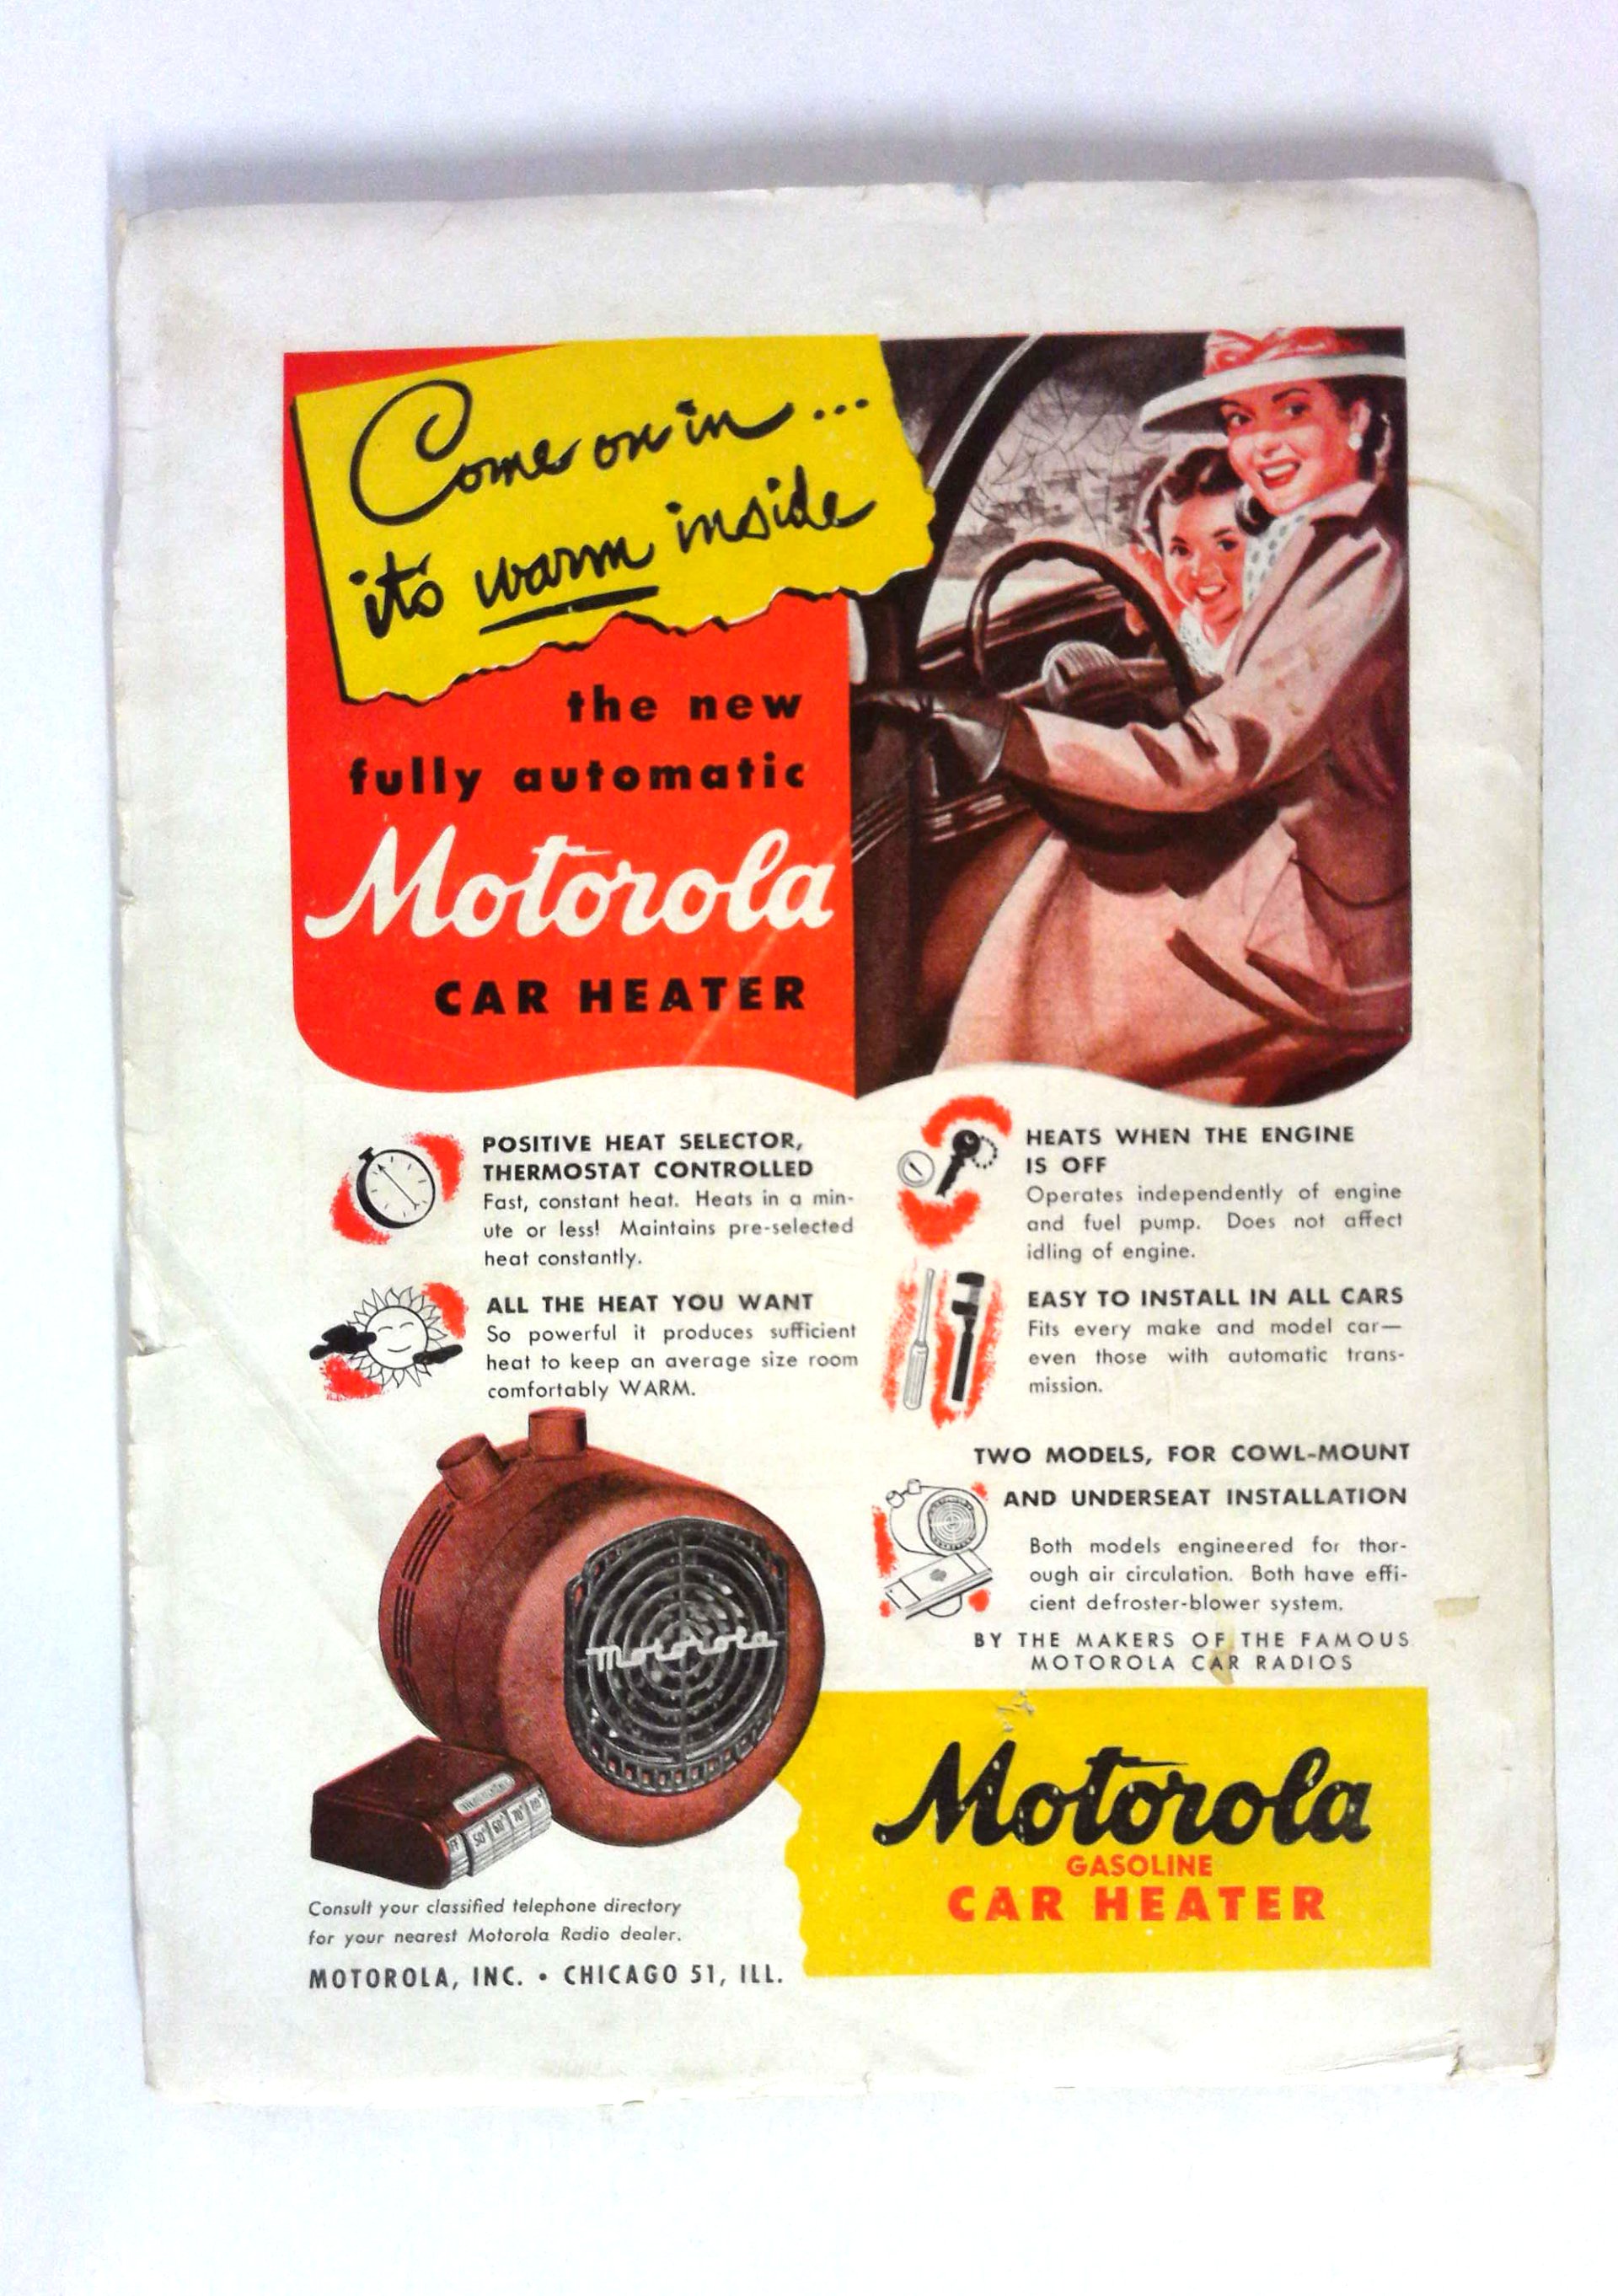 Come on in...
its warm inside
the new
fully automatic
Motorola
CAR HEATER
POSITIVE HEAT SELECTOR,
THERMOSTAT CONTROLLED
Fast, constant heat. Heats in a min-
ute or less! Maintains pre-selected
heat constantly.
ALL THE HEAT YOU WANT
So powerful it produces sufficient
heat to keep an average size room
comfortably WARM.
HEATS WHEN THE ENGINE
IS OFF
Operates independently of engine
and fuel pump. Does not affect
idling of engine.
EASY TO INSTALL IN ALL CARS
Fits every make and model car—
even those with automatic trans-
mission.
TWO MODELS, FOR COWL-MOUNT
AND UNDERSEAT INSTALLATION
Both models engineered for thor-
ough air circulation. Both have effi-
cient defroster-blower system.
BY THE MAKERS OF THE FAMOUS
MOTOROLA CAR RADIOS
Motorola
50° 60° 70° 80°
Motorola
GASOLINE
CAR HEATER
Consult your classified telephone directory
for your nearest Motorola Radio dealer.
MOTOROLA, INC. • CHICAGO 51, ILL.